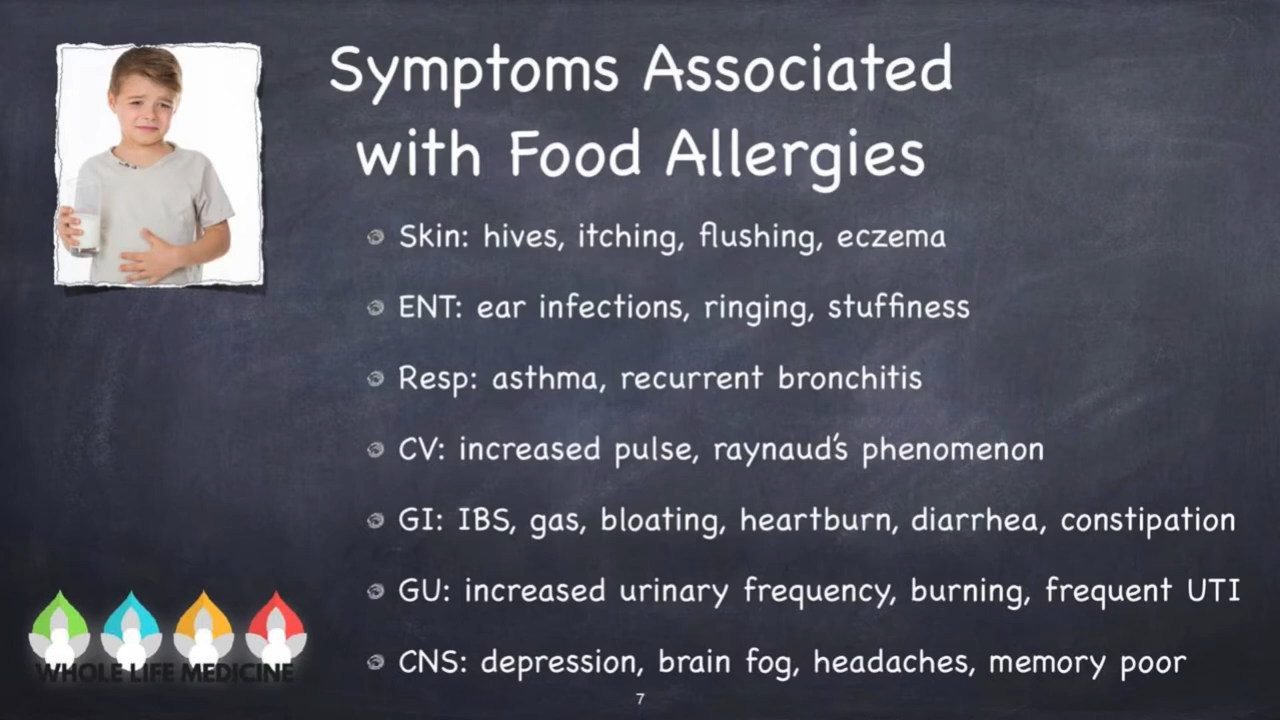 Symptoms Associated
with Food Allergies
Skin: hives, itching, flushing, eczema
ENT: ear infections, ringing, stuffiness
Resp: asthma, recurrent bronchitis
CV: increased pulse, raynaud's phenomenon
GI: IBS, gas, bloating, heartburn, diarrhea, constipation
GU: increased urinary frequency, burning, frequent UTI
CNS: depression, brain fog, headaches, memory poor
WHOLE LIFE MEDICINE
7